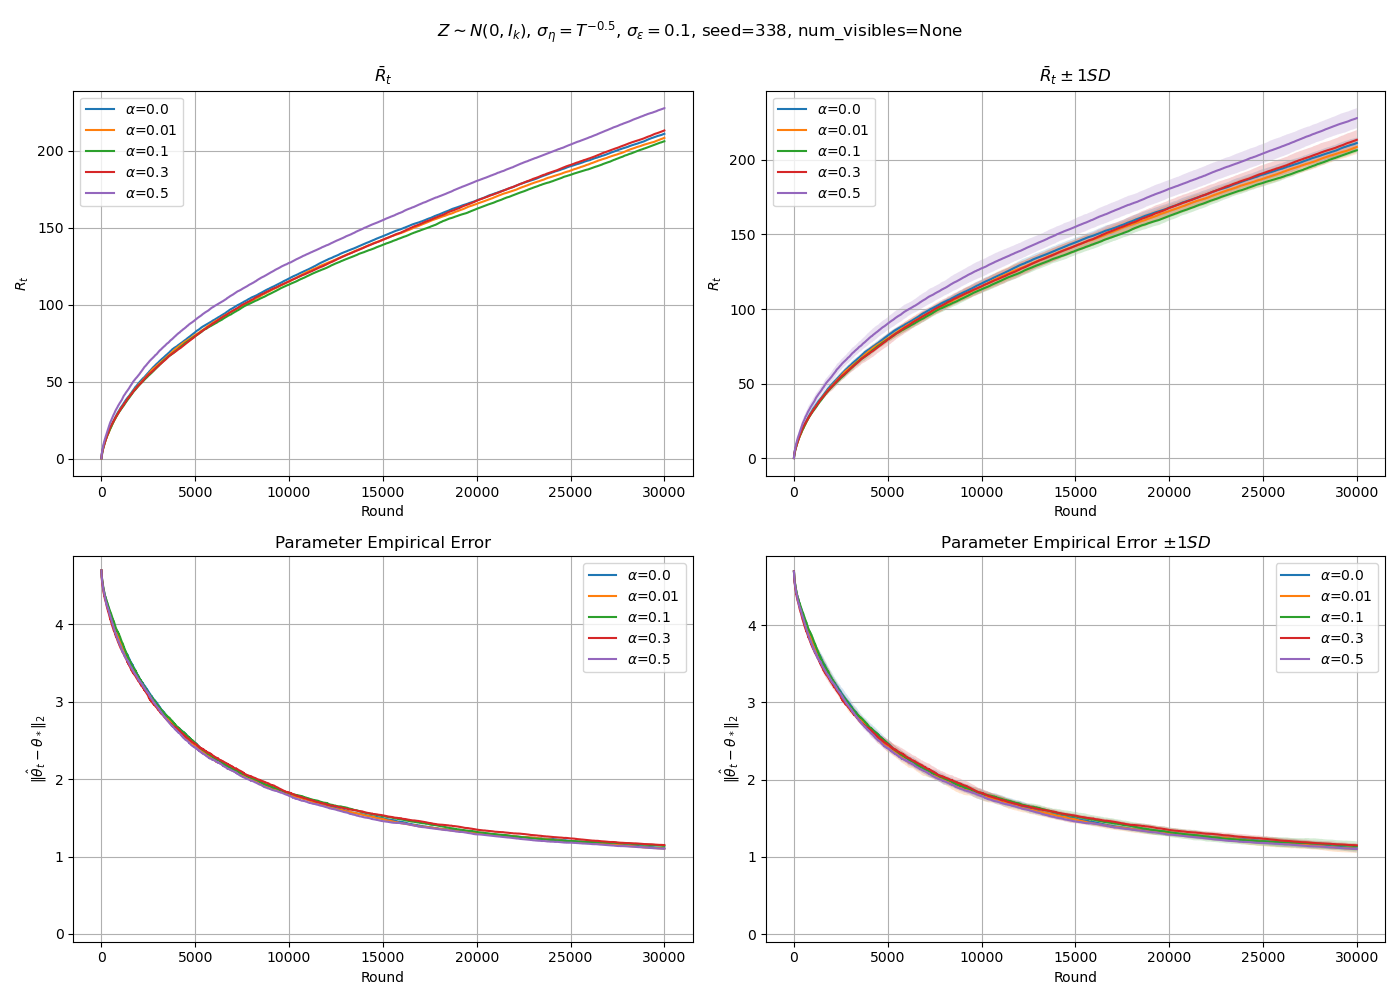 Z ∼ N(0, I_k), σ_η = T^{−0.5}, σ_ε = 0.1, seed=338, num_visibles=None
R̄_t
α=0.0
α=0.01
α=0.1
α=0.3
α=0.5
R_t
200
150
100
50
0
0 5000 10000 15000 20000 25000 30000
Round
R̄_t ± 1SD
α=0.0
α=0.01
α=0.1
α=0.3
α=0.5
R_t
200
150
100
50
0
0 5000 10000 15000 20000 25000 30000
Round
Parameter Empirical Error
α=0.0
α=0.01
α=0.1
α=0.3
α=0.5
‖θ̂_t − θ_*‖_2
4
3
2
1
0
0 5000 10000 15000 20000 25000 30000
Round
Parameter Empirical Error ±1SD
α=0.0
α=0.01
α=0.1
α=0.3
α=0.5
‖θ̂_t − θ_*‖_2
4
3
2
1
0
0 5000 10000 15000 20000 25000 30000
Round